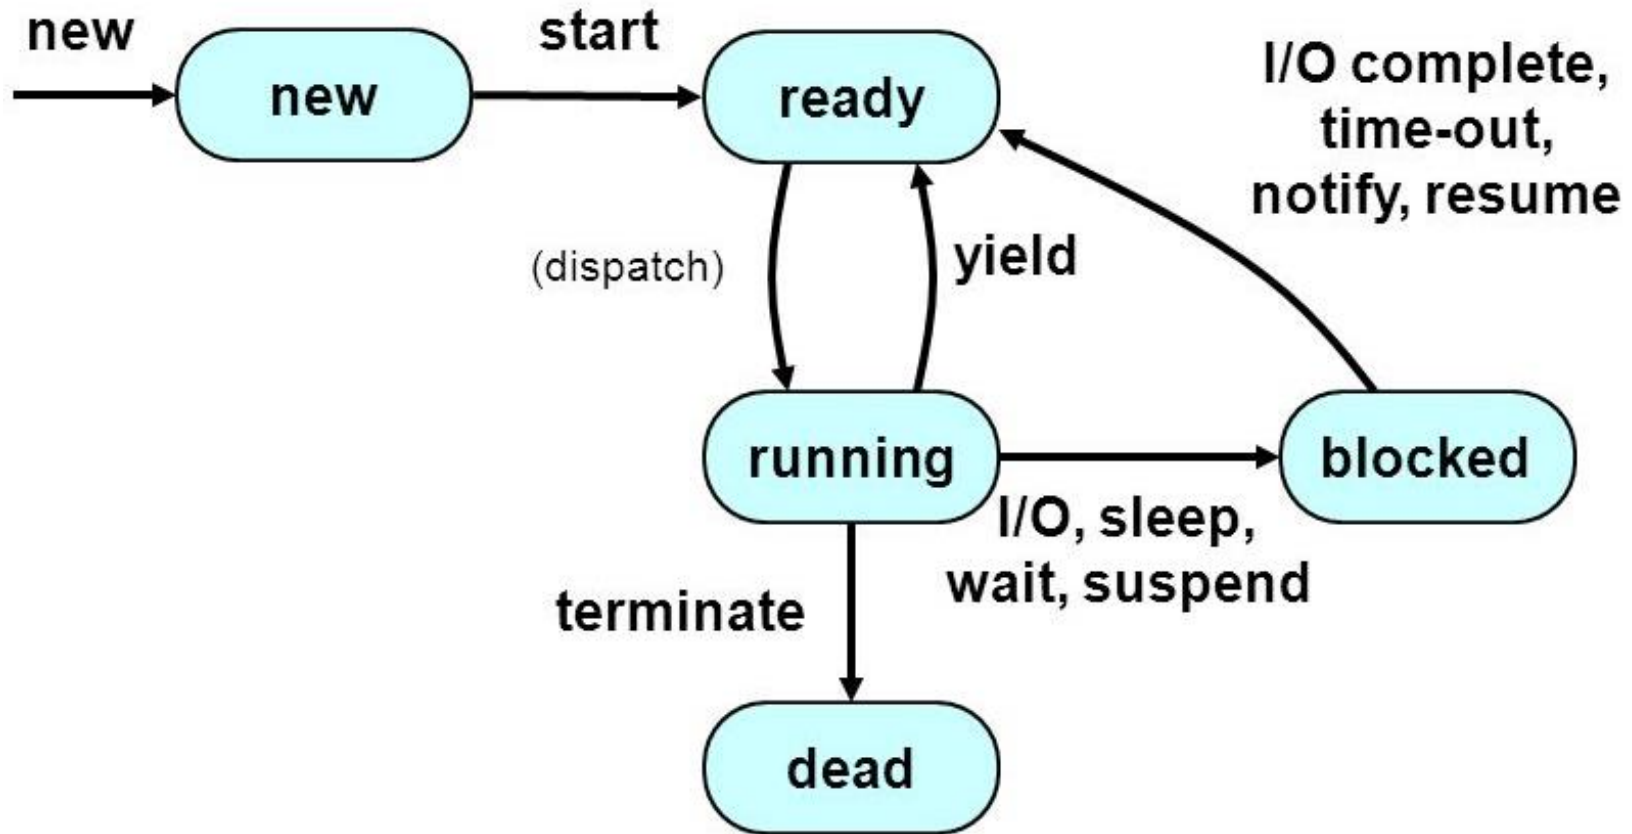 new
start
new
ready
I/O complete,
time-out,
notify, resume
(dispatch)
yield
running
blocked
I/O, sleep,
wait, suspend
terminate
dead